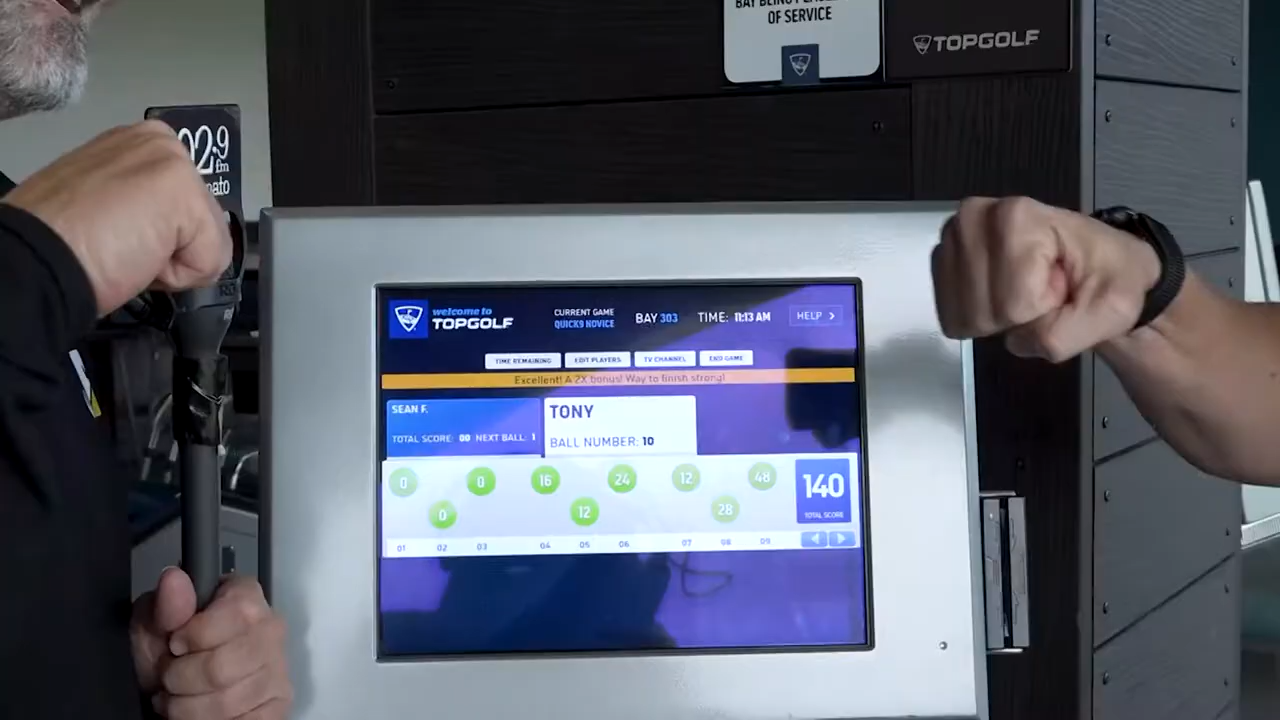 OF SERVICE
TOPGOLF
02.9
fm
welcome to
TOPGOLF
CURRENT GAME
QUICK9 NOVICE
BAY 303
TIME: 11:13 AM
HELP >
TIME REMAINING
EDIT PLAYERS
TV CHANNEL
END GAME
Excellent! A 2X bonus! Way to finish strong!
SEAN F.
TOTAL SCORE: 00 NEXT BALL: 1
TONY
BALL NUMBER: 10
0 0 0 16 12 24 12 28 48
140
TOTAL SCORE
01 02 03 04 05 06 07 08 09